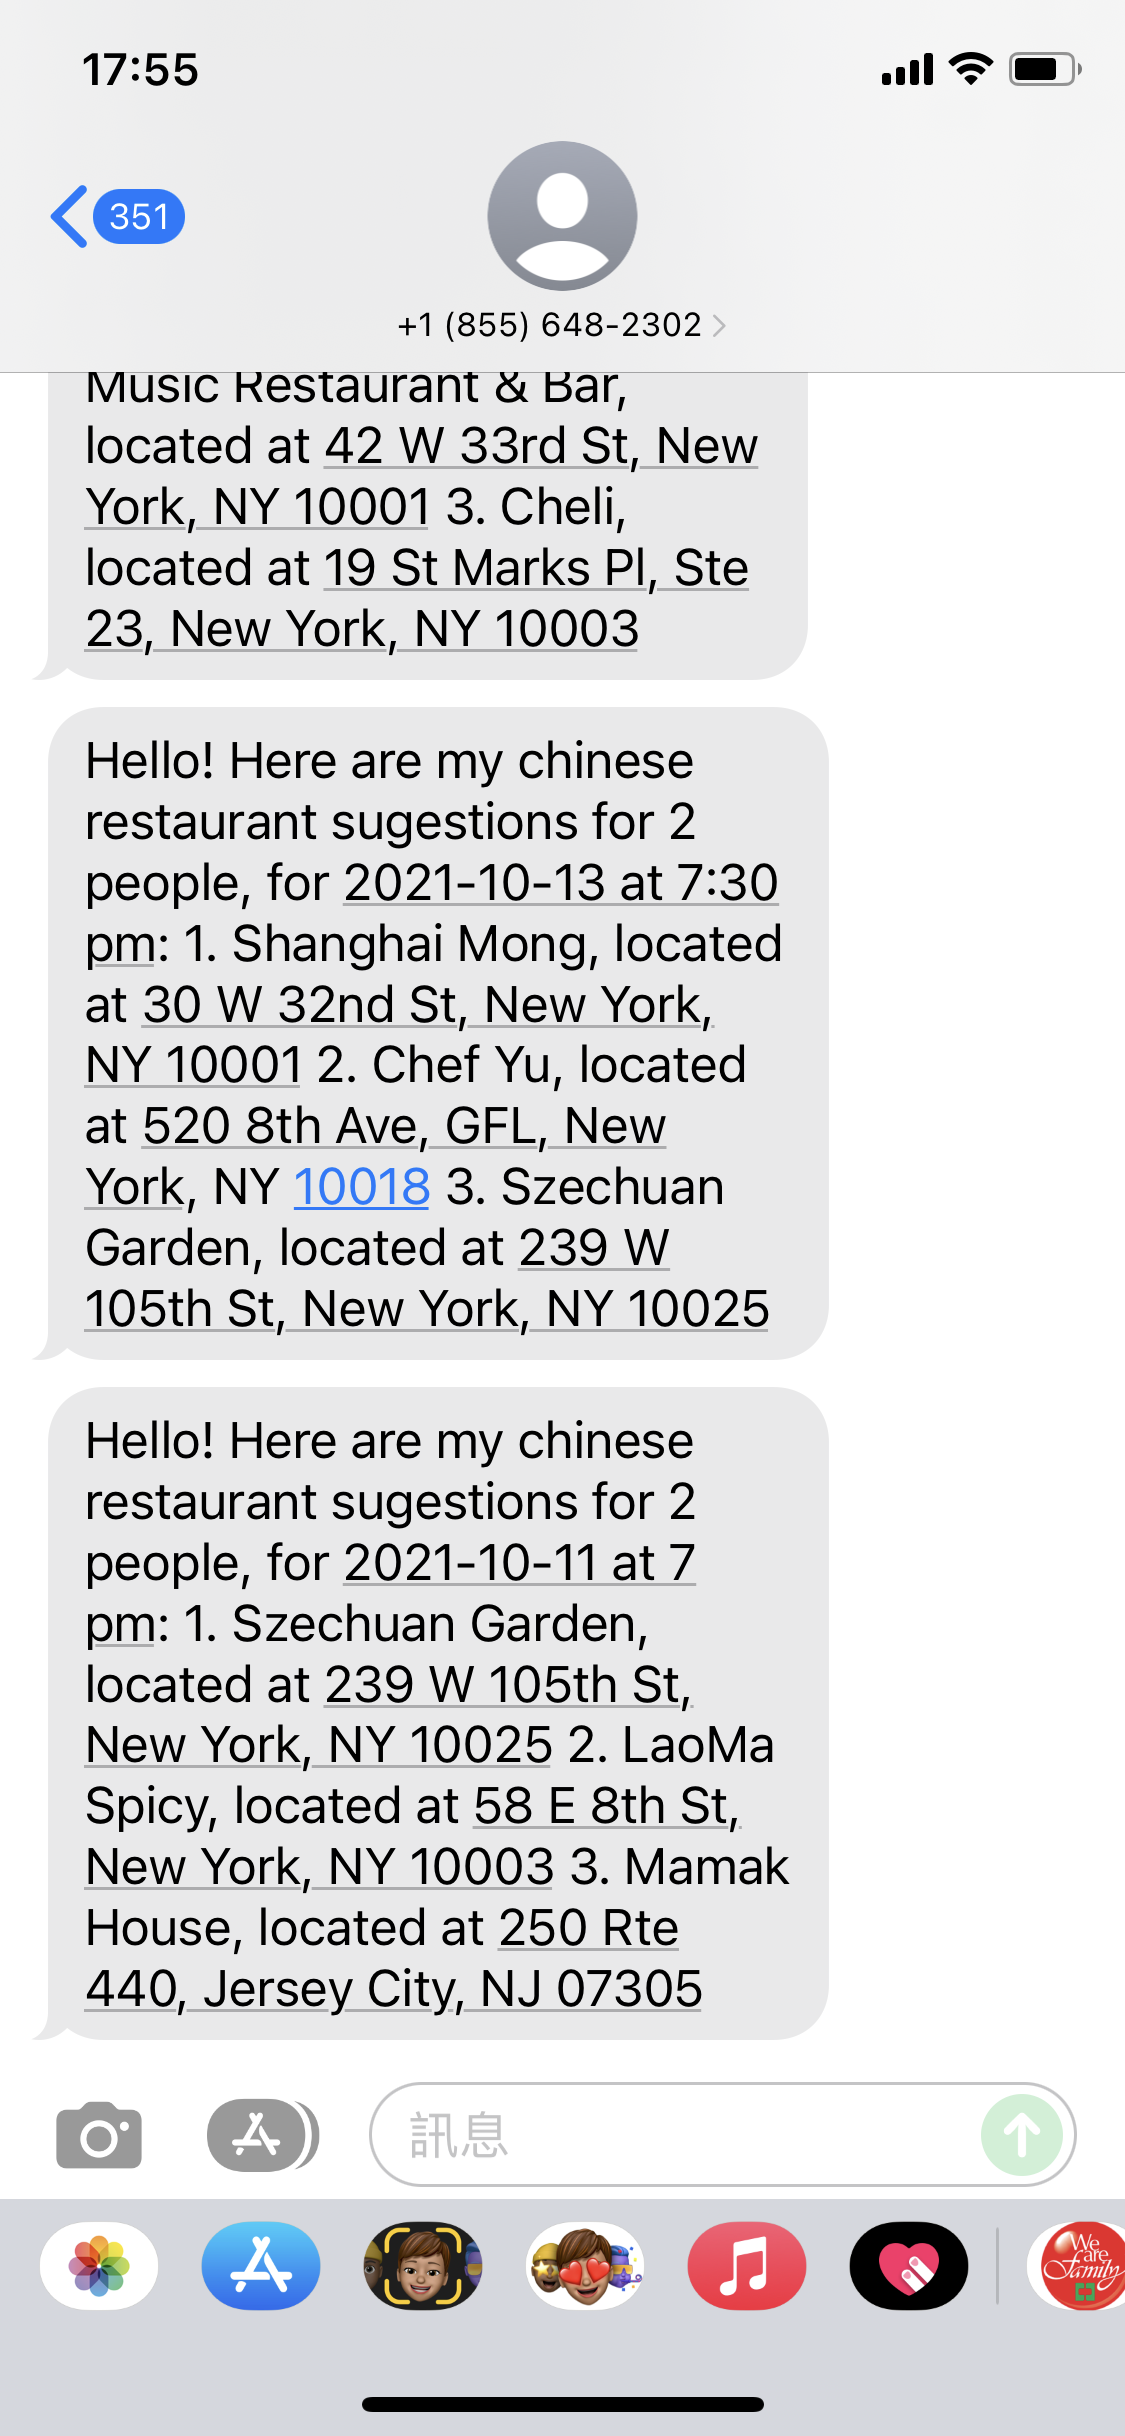 17:55
351
+1 (855) 648-2302
Music Restaurant & Bar,
located at 42 W 33rd St, New
York, NY 10001 3. Cheli,
located at 19 St Marks Pl, Ste
23, New York, NY 10003
Hello! Here are my chinese
restaurant sugestions for 2
people, for 2021-10-13 at 7:30
pm: 1. Shanghai Mong, located
at 30 W 32nd St, New York,
NY 10001 2. Chef Yu, located
at 520 8th Ave, GFL, New
York, NY 10018 3. Szechuan
Garden, located at 239 W
105th St, New York, NY 10025
Hello! Here are my chinese
restaurant sugestions for 2
people, for 2021-10-11 at 7
pm: 1. Szechuan Garden,
located at 239 W 105th St,
New York, NY 10025 2. LaoMa
Spicy, located at 58 E 8th St,
New York, NY 10003 3. Mamak
House, located at 250 Rte
440, Jersey City, NJ 07305
訊息
We
are
Family